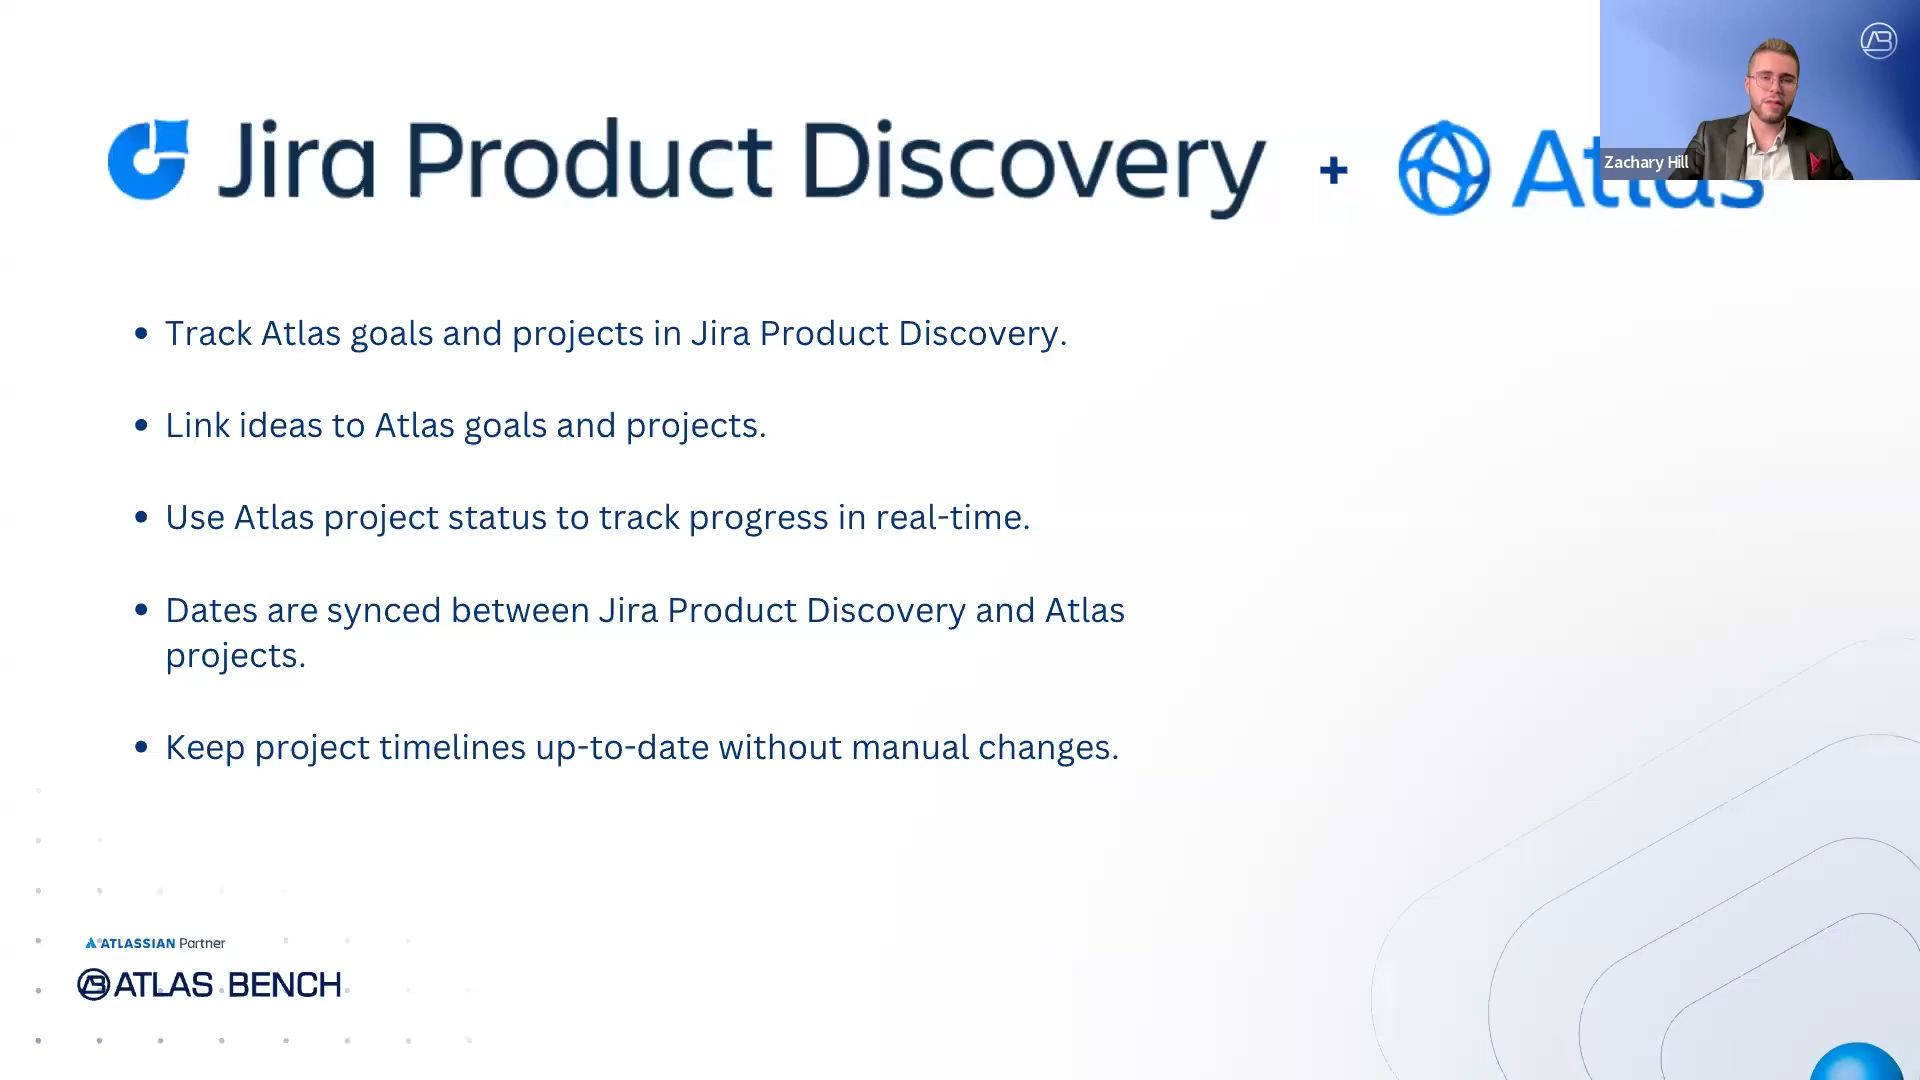 Jira Product Discovery + Atlas
Zachary Hill
• Track Atlas goals and projects in Jira Product Discovery.
• Link ideas to Atlas goals and projects.
• Use Atlas project status to track progress in real-time.
• Dates are synced between Jira Product Discovery and Atlas
projects.
• Keep project timelines up-to-date without manual changes.
ATLASSIAN Partner
ATLAS BENCH